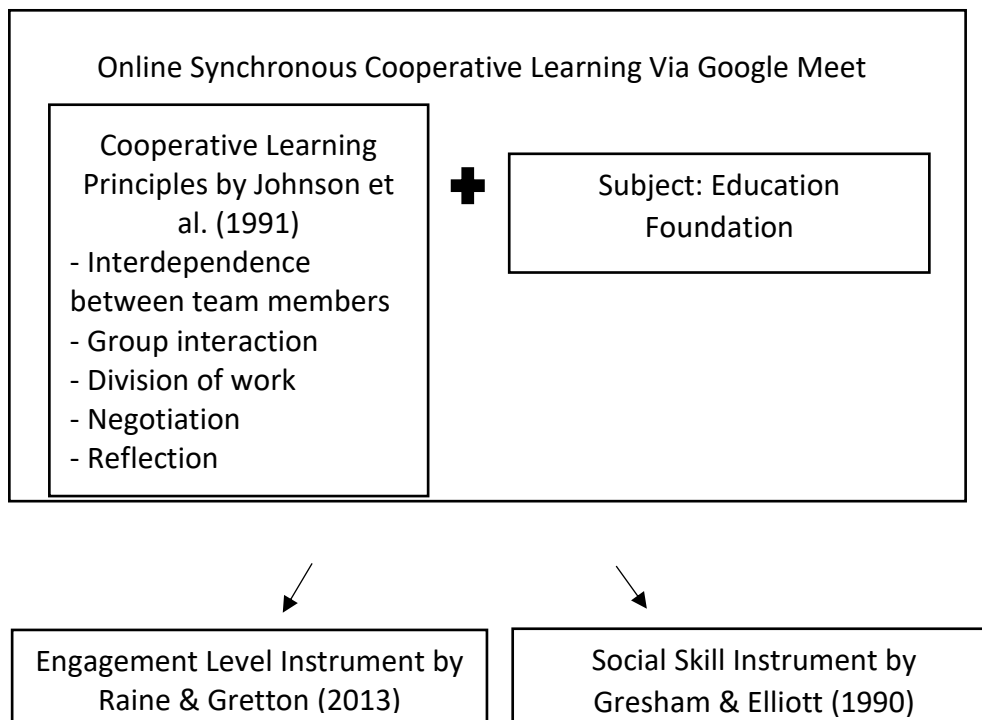 Online Synchronous Cooperative Learning Via Google Meet
Cooperative Learning
Principles by Johnson et
al. (1991)
- Interdependence
between team members
- Group interaction
- Division of work
- Negotiation
- Reflection
Subject: Education
Foundation
Engagement Level Instrument by
Raine & Gretton (2013)
Social Skill Instrument by
Gresham & Elliott (1990)